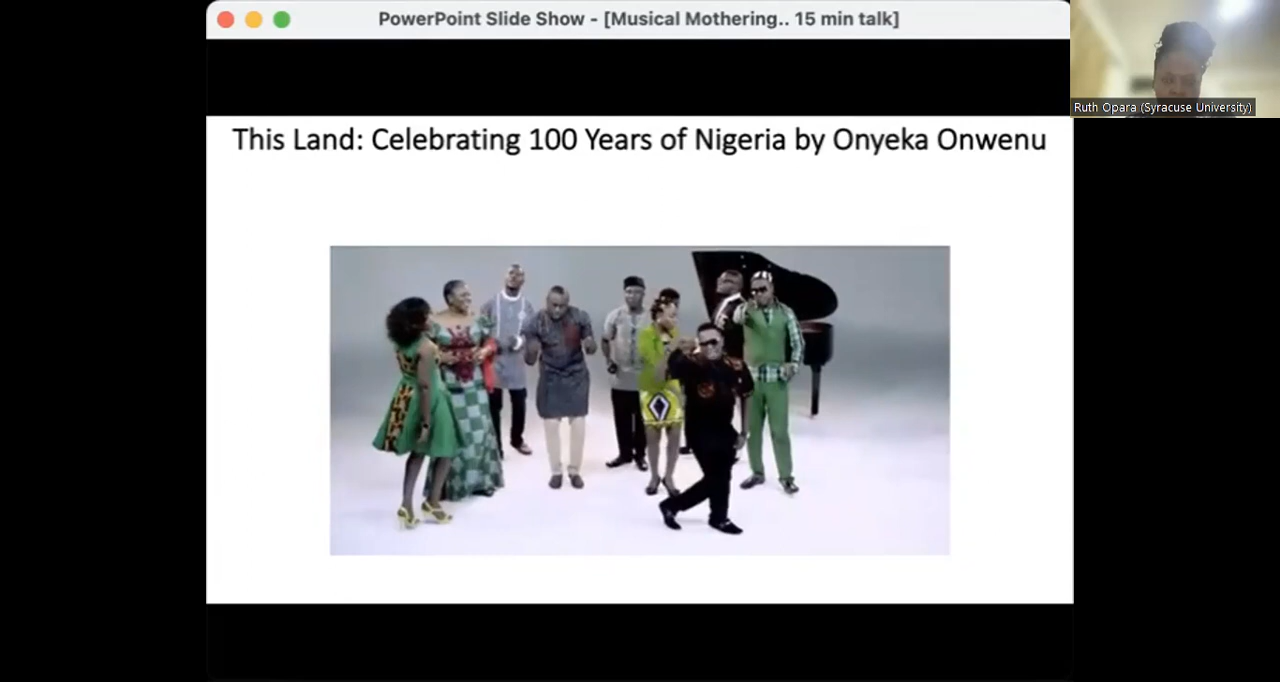 PowerPoint Slide Show - [Musical Mothering.. 15 min talk]
Ruth Opara (Syracuse University)
This Land: Celebrating 100 Years of Nigeria by Onyeka Onwenu